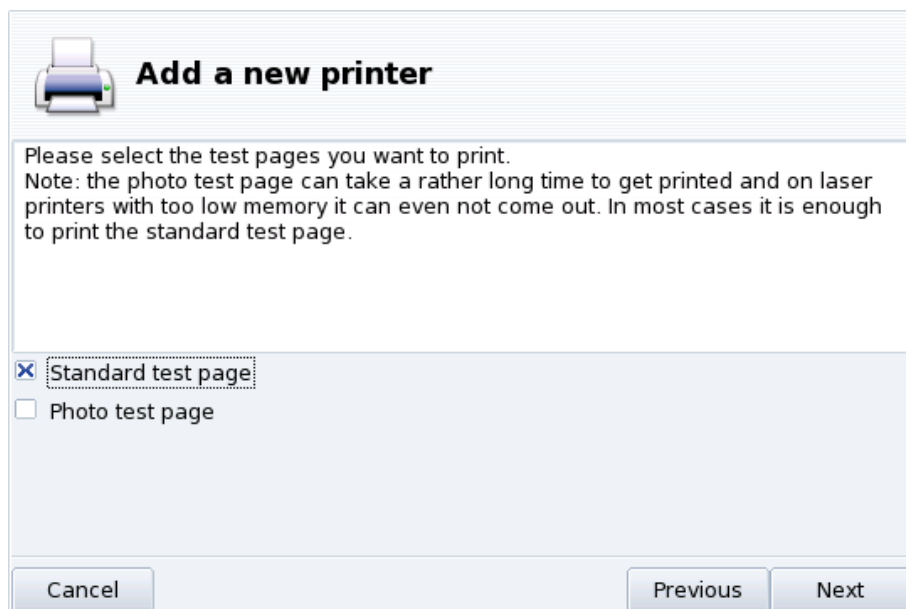 Add a new printer
Please select the test pages you want to print.
Note: the photo test page can take a rather long time to get printed and on laser
printers with too low memory it can even not come out. In most cases it is enough
to print the standard test page.
Standard test page
Photo test page
Cancel
Previous
Next